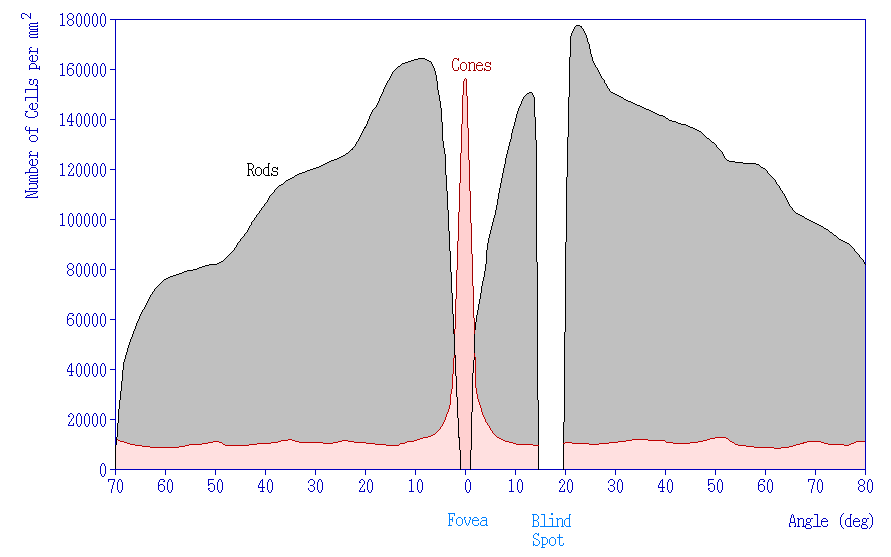 Number of Cells per mm²
180000
160000
140000
120000
100000
80000
60000
40000
20000
0
Cones
Rods
70 60 50 40 30 20 10 0 10 20 30 40 50 60 70 80
Fovea
Blind
Spot
Angle (deg)